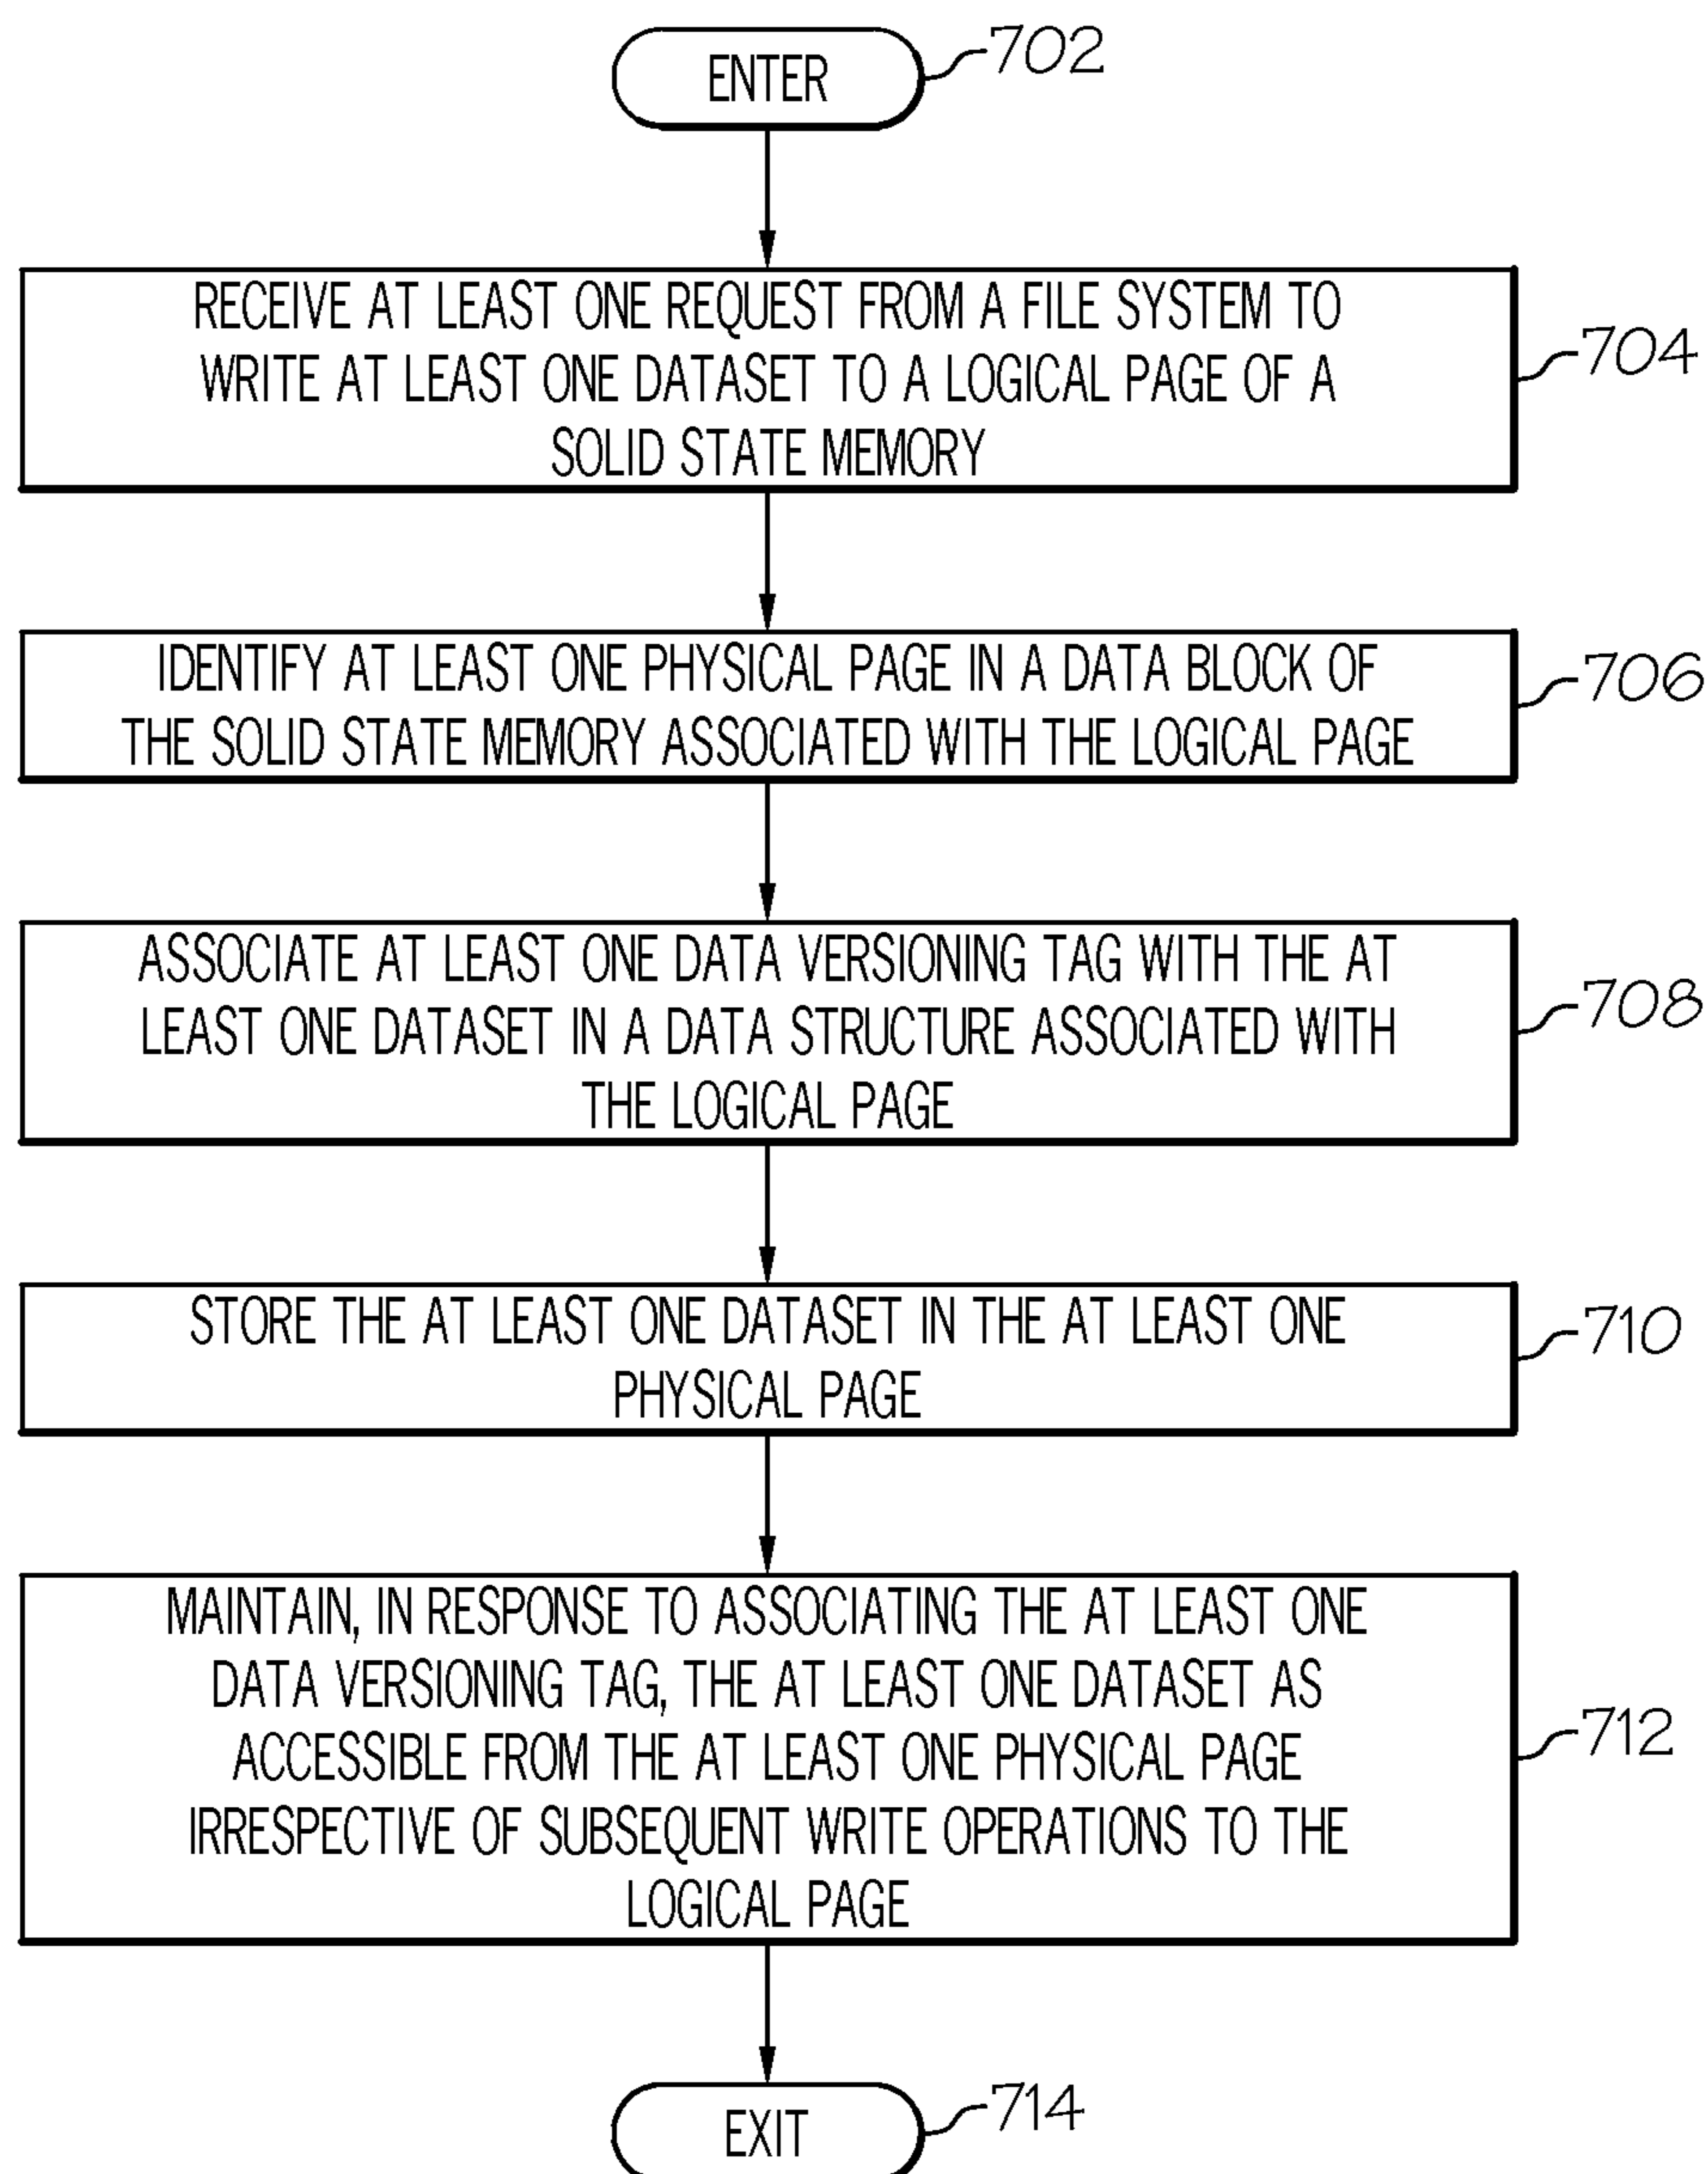 ENTER
702
RECEIVE AT LEAST ONE REQUEST FROM A FILE SYSTEM TO
WRITE AT LEAST ONE DATASET TO A LOGICAL PAGE OF A
SOLID STATE MEMORY
704
IDENTIFY AT LEAST ONE PHYSICAL PAGE IN A DATA BLOCK OF
THE SOLID STATE MEMORY ASSOCIATED WITH THE LOGICAL PAGE
706
ASSOCIATE AT LEAST ONE DATA VERSIONING TAG WITH THE AT
LEAST ONE DATASET IN A DATA STRUCTURE ASSOCIATED WITH
THE LOGICAL PAGE
708
STORE THE AT LEAST ONE DATASET IN THE AT LEAST ONE
PHYSICAL PAGE
710
MAINTAIN, IN RESPONSE TO ASSOCIATING THE AT LEAST ONE
DATA VERSIONING TAG, THE AT LEAST ONE DATASET AS
ACCESSIBLE FROM THE AT LEAST ONE PHYSICAL PAGE
IRRESPECTIVE OF SUBSEQUENT WRITE OPERATIONS TO THE
LOGICAL PAGE
712
EXIT
714